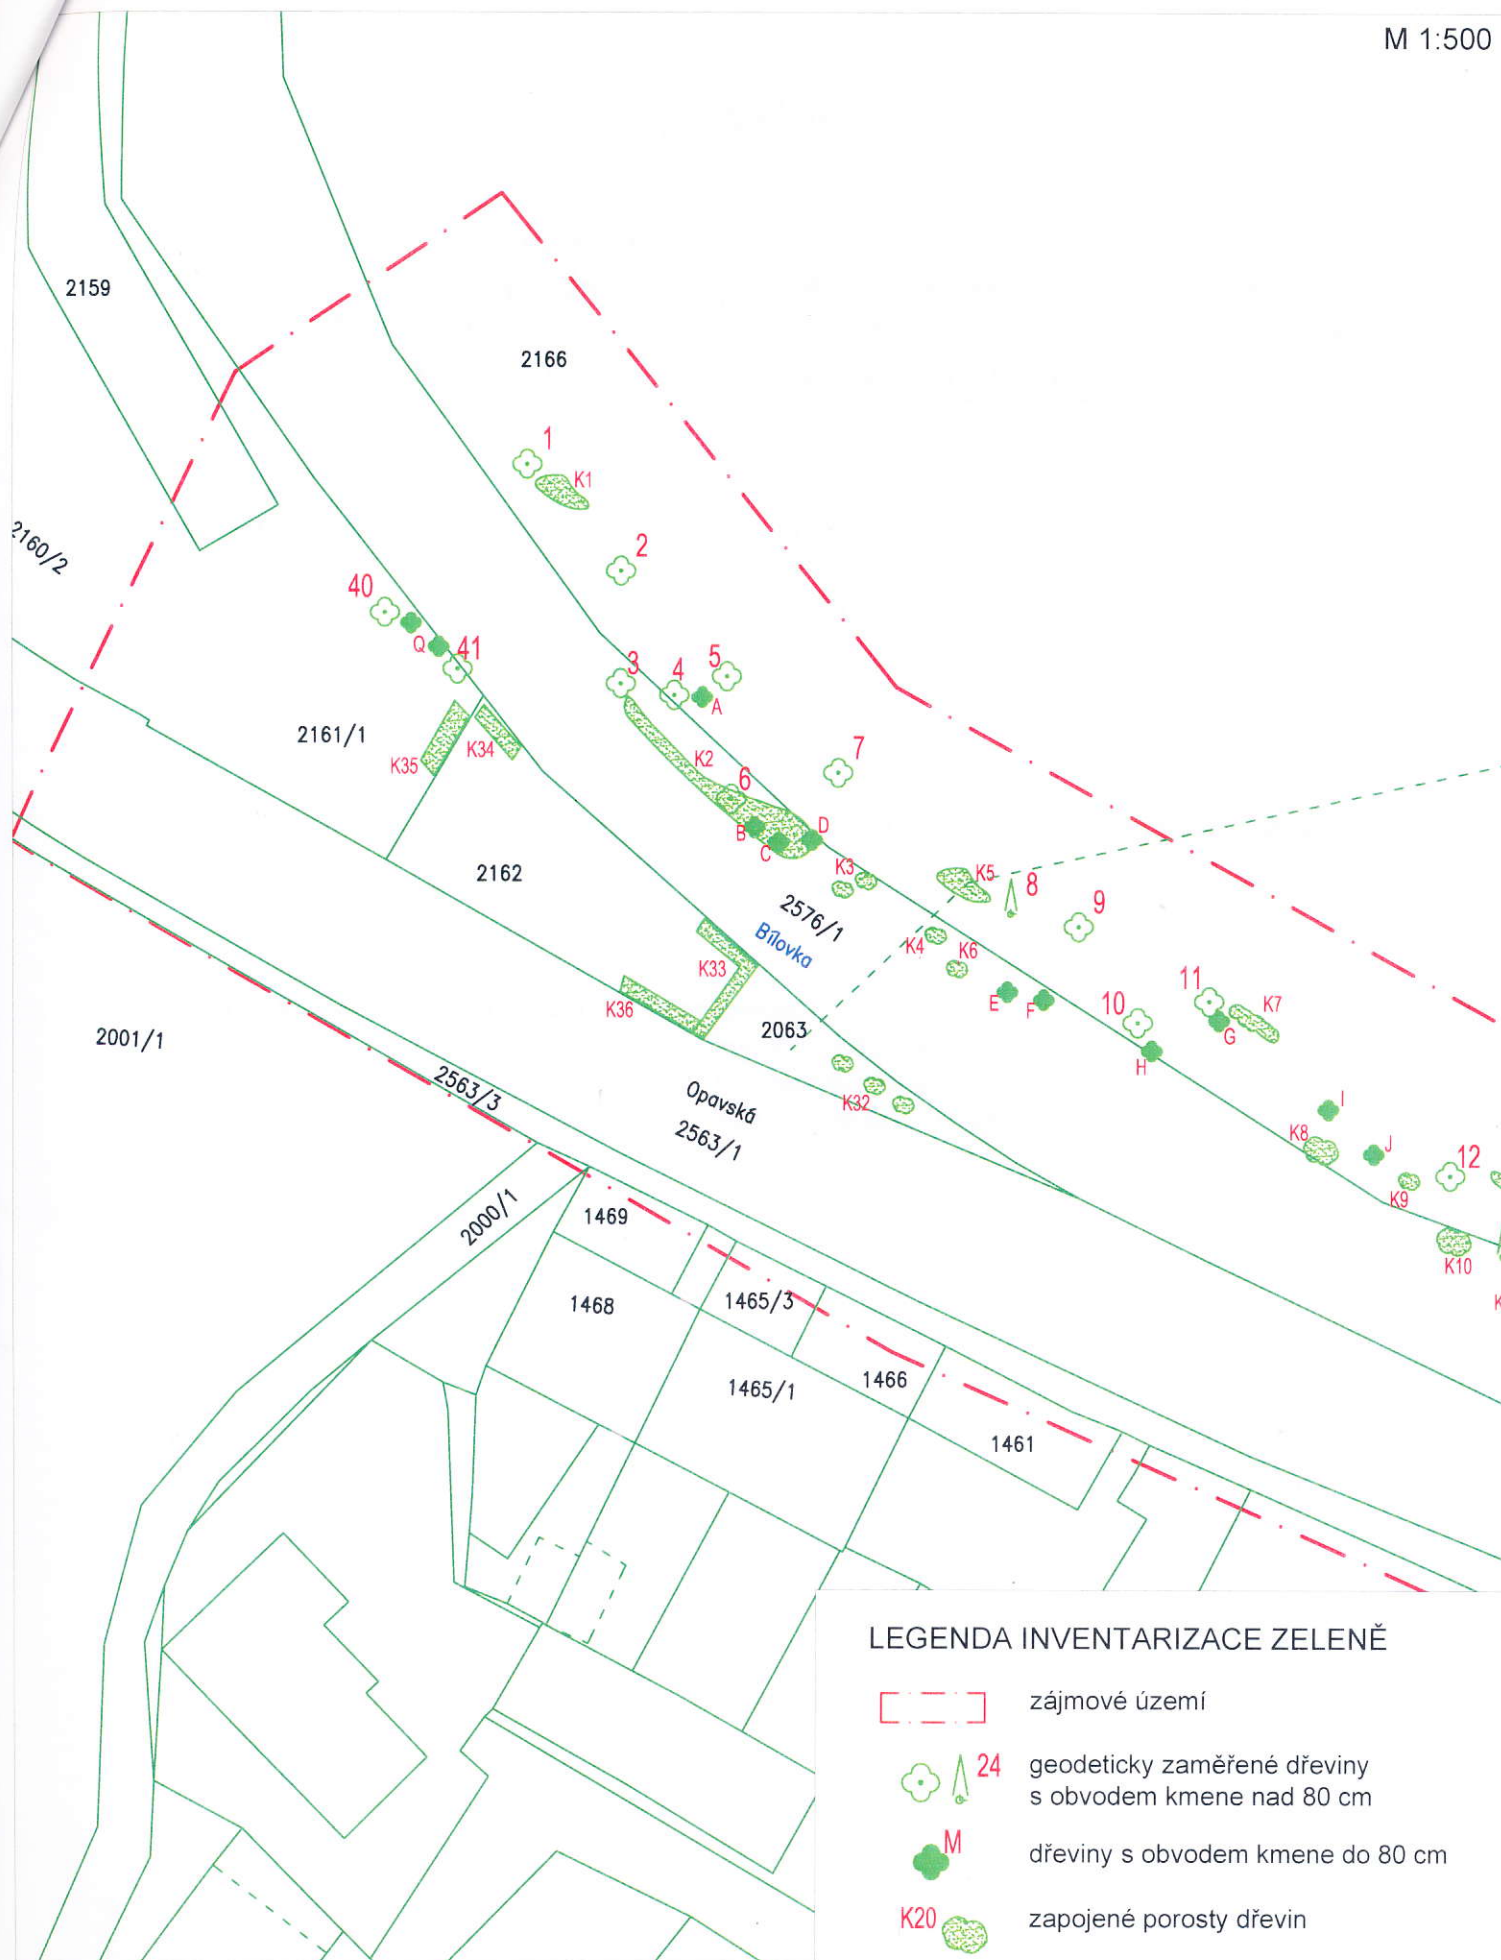 M 1:500
2159
2166
1
K1
2160/2
2
40
Q
41
3
4
5
A
2161/1
K35
K34
K2
7
6
B
C
D
K3
2162
K5
8
9
2576/1
Bílovka
K4
K6
K33
K36
E
F
11
K7
10
G
2063
H
2001/1
2563/3
Opavská
2563/1
K32
I
K8
J
12
K9
2000/1
1469
K10
1468
1465/3
K
1465/1
1466
1461
LEGENDA INVENTARIZACE ZELENĚ
zájmové území
24 geodeticky zaměřené dřeviny
s obvodem kmene nad 80 cm
M dřeviny s obvodem kmene do 80 cm
K20 zapojené porosty dřevin